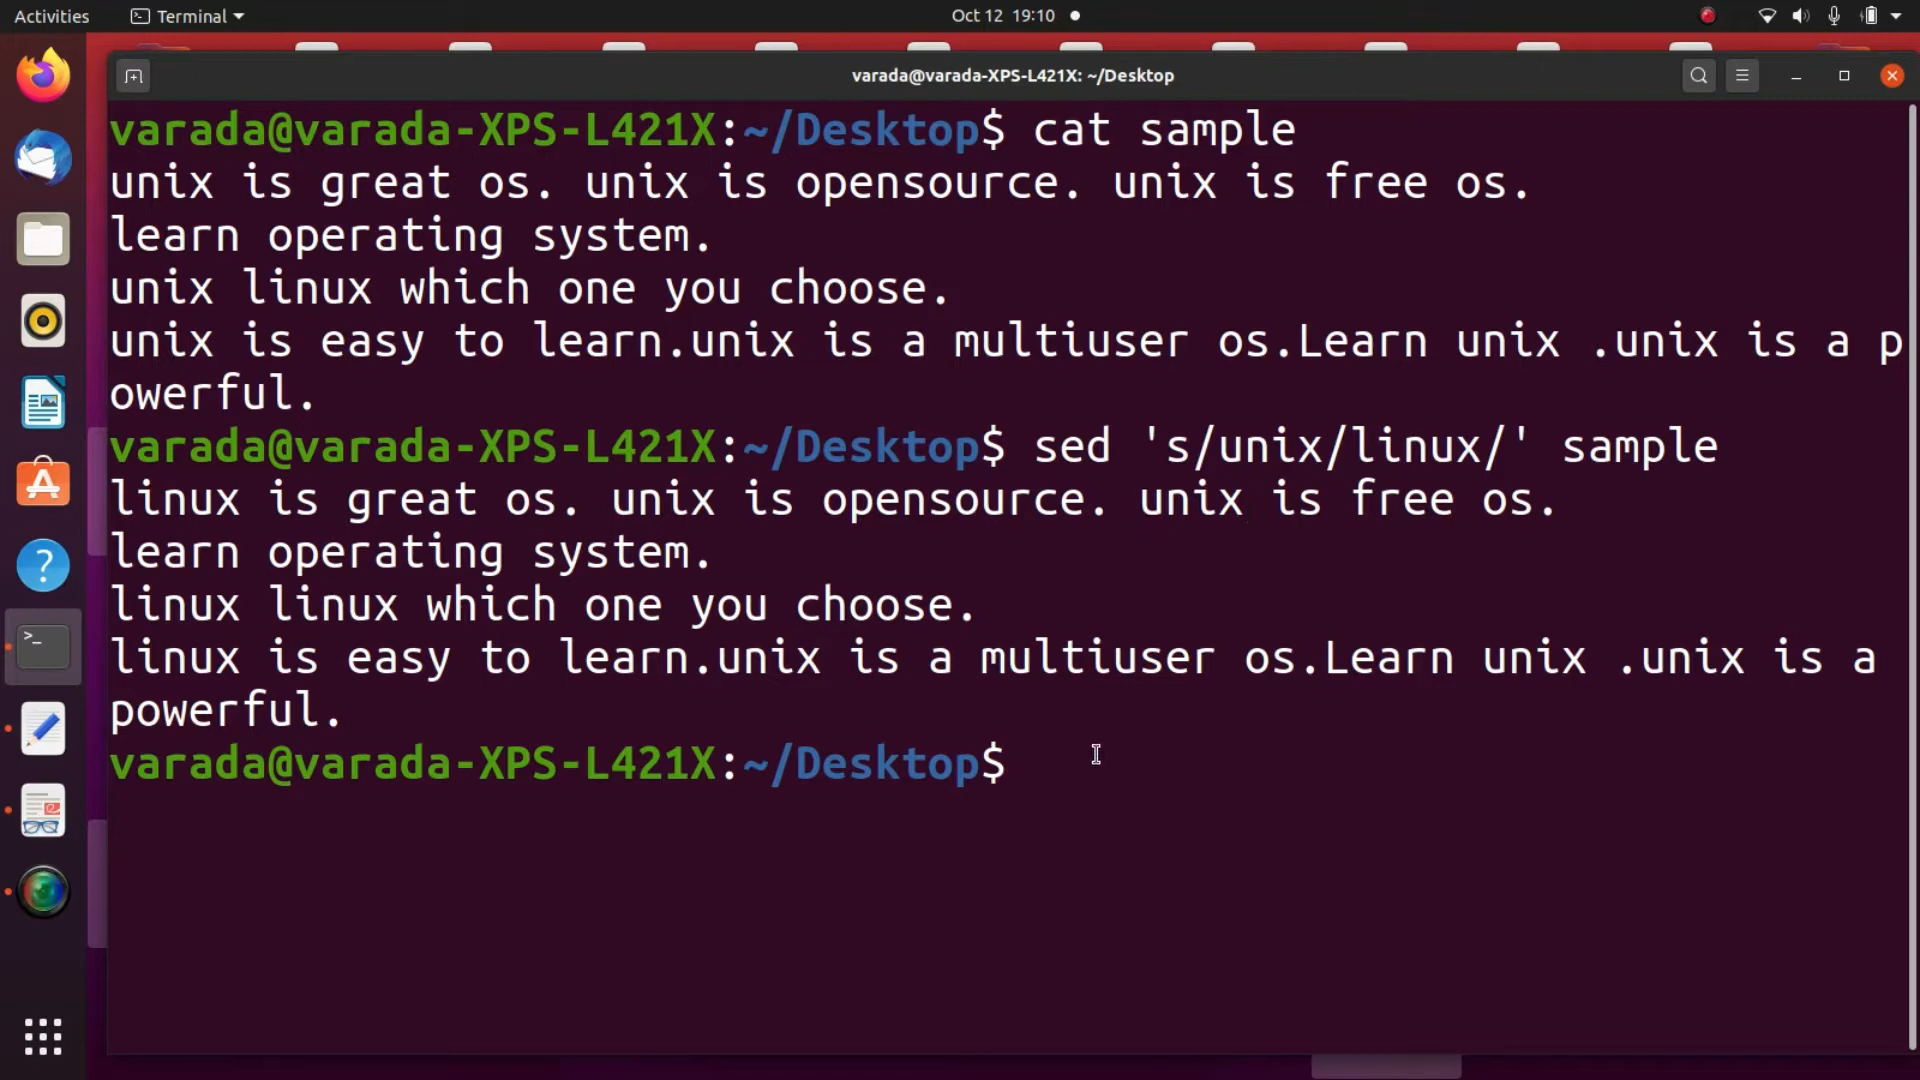 Activities Terminal Oct 12 19:10
varada@varada-XPS-L421X: ~/Desktop
varada@varada-XPS-L421X:~/Desktop$ cat sample
unix is great os. unix is opensource. unix is free os.
learn operating system.
unix linux which one you choose.
unix is easy to learn.unix is a multiuser os.Learn unix .unix is a p
owerful.
varada@varada-XPS-L421X:~/Desktop$ sed 's/unix/linux/' sample
linux is great os. unix is opensource. unix is free os.
learn operating system.
linux linux which one you choose.
linux is easy to learn.unix is a multiuser os.Learn unix .unix is a
powerful.
varada@varada-XPS-L421X:~/Desktop$